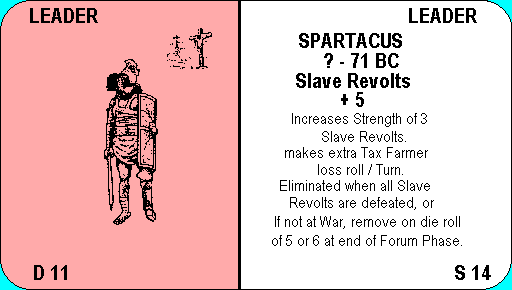 LEADER
D 11
LEADER
SPARTACUS
? - 71 BC
Slave Revolts
+ 5
Increases Strength of 3
Slave Revolts.
makes extra Tax Farmer
loss roll / Turn.
Eliminated when all Slave
Revolts are defeated, or
If not at War, remove on die roll
of 5 or 6 at end of Forum Phase.
S 14